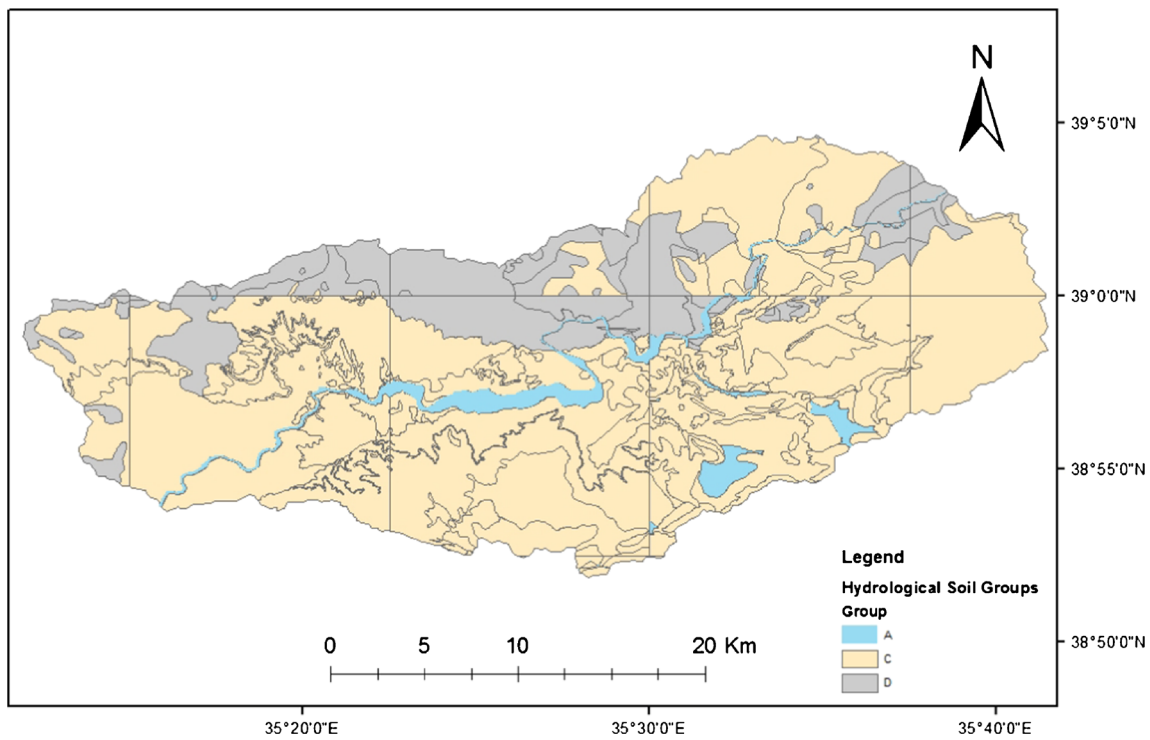 N
39°5'0"N
39°0'0"N
38°55'0"N
Legend
Hydrological Soil Groups
Group
A
C
D
38°50'0"N
0 5 10 20 Km
35°20'0"E 35°30'0"E 35°40'0"E